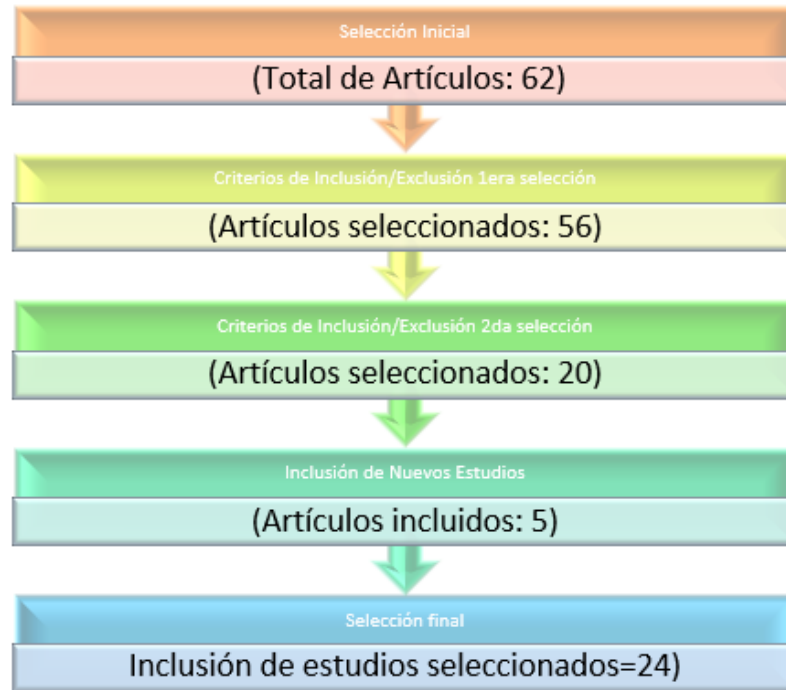 Selección Inicial
(Total de Artículos: 62)
Criterios de Inclusión/Exclusión 1era selección
(Artículos seleccionados: 56)
Criterios de Inclusión/Exclusión 2da selección
(Artículos seleccionados: 20)
Inclusión de Nuevos Estudios
(Artículos incluidos: 5)
Selección final
Inclusión de estudios seleccionados=24)